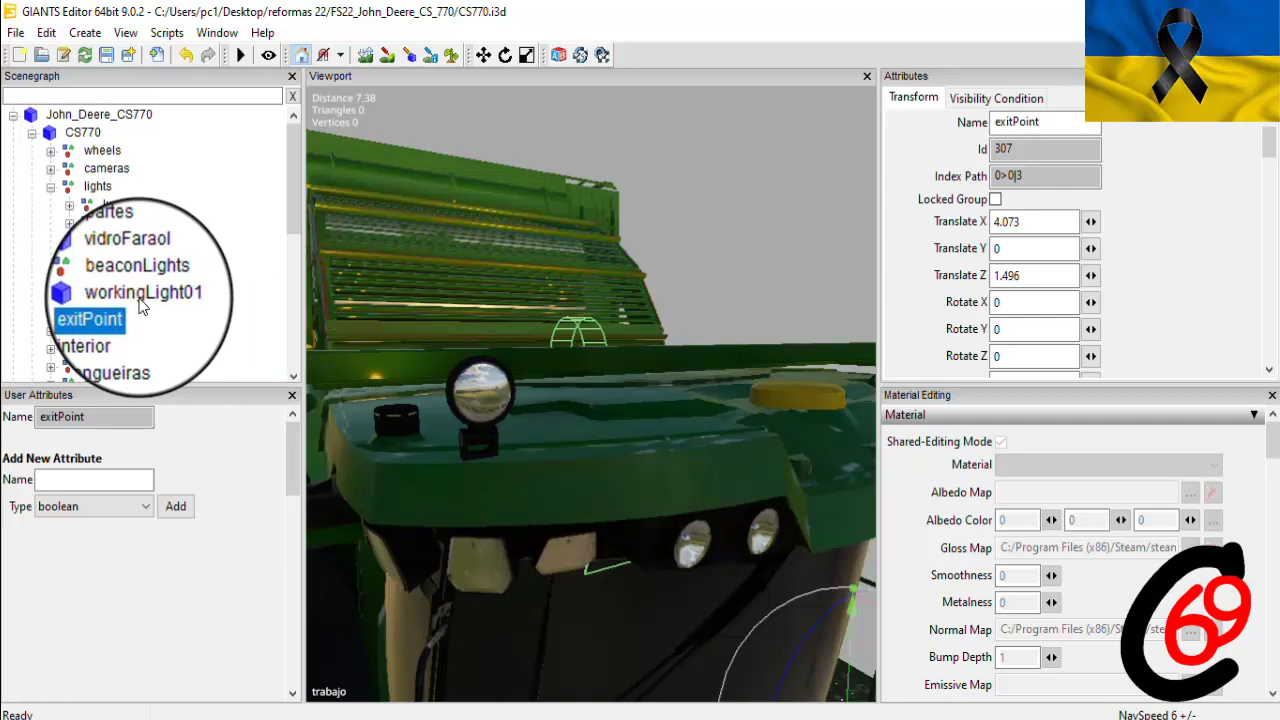 GIANTS Editor 64bit 9.0.2 - C:/Users/pc1/Desktop/reformas 22/FS22_John_Deere_CS_770/CS770.i3d
File Edit Create View Scripts Window Help
Scenegraph
X
John_Deere_CS770
CS770
wheels
cameras
lights
partes
vidroFaraol
beaconLights
workingLight01
exitPoint
interior
ngueiras
User Attributes
Name exitPoint
Add New Attribute
Name
Type boolean Add
Viewport
Distance 7.38
Triangles 0
Vertices 0
trabajo
Attributes
Transform Visibility Condition
Name exitPoint
Id 307
Index Path 0>0|3
Locked Group
Translate X 4.073
Translate Y 0
Translate Z 1.496
Rotate X 0
Rotate Y 0
Rotate Z 0
Material Editing
Material
Shared-Editing Mode
Material
Albedo Map ...
Albedo Color 0 0 0 ...
Gloss Map C:/Program Files (x86)/Steam/stean
Smoothness 0
Metalness 0
Normal Map C:/Program Files (x86)/Steam/ste
Bump Depth 1
Emissive Map
C69
Ready
NavSpeed 6 +/-